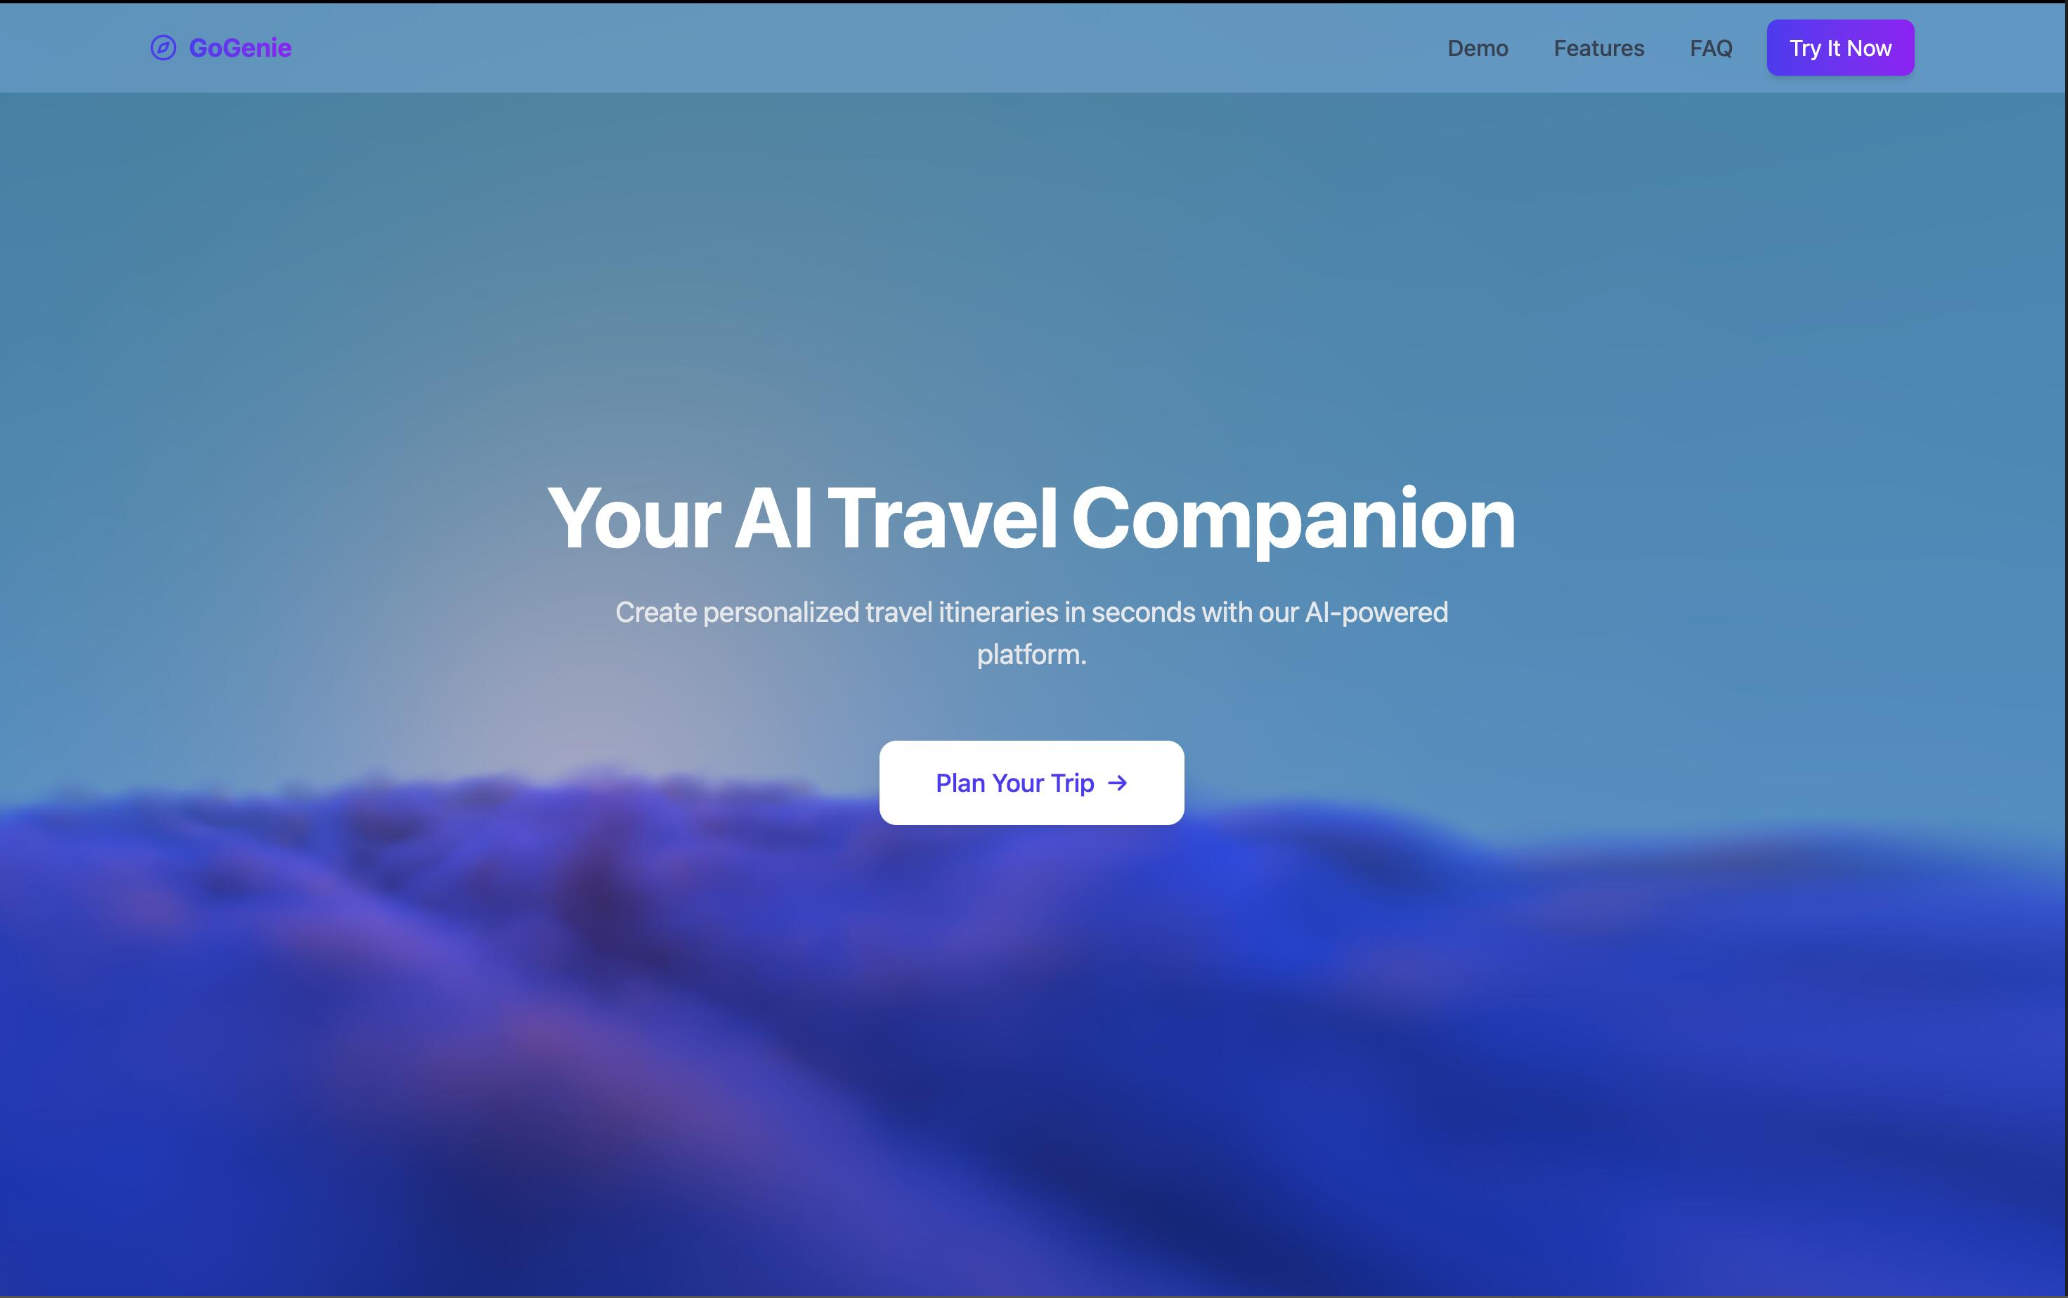 GoGenie
Demo
Features
FAQ
Try It Now
Your AI Travel Companion
Create personalized travel itineraries in seconds with our AI-powered
platform.
Plan Your Trip →